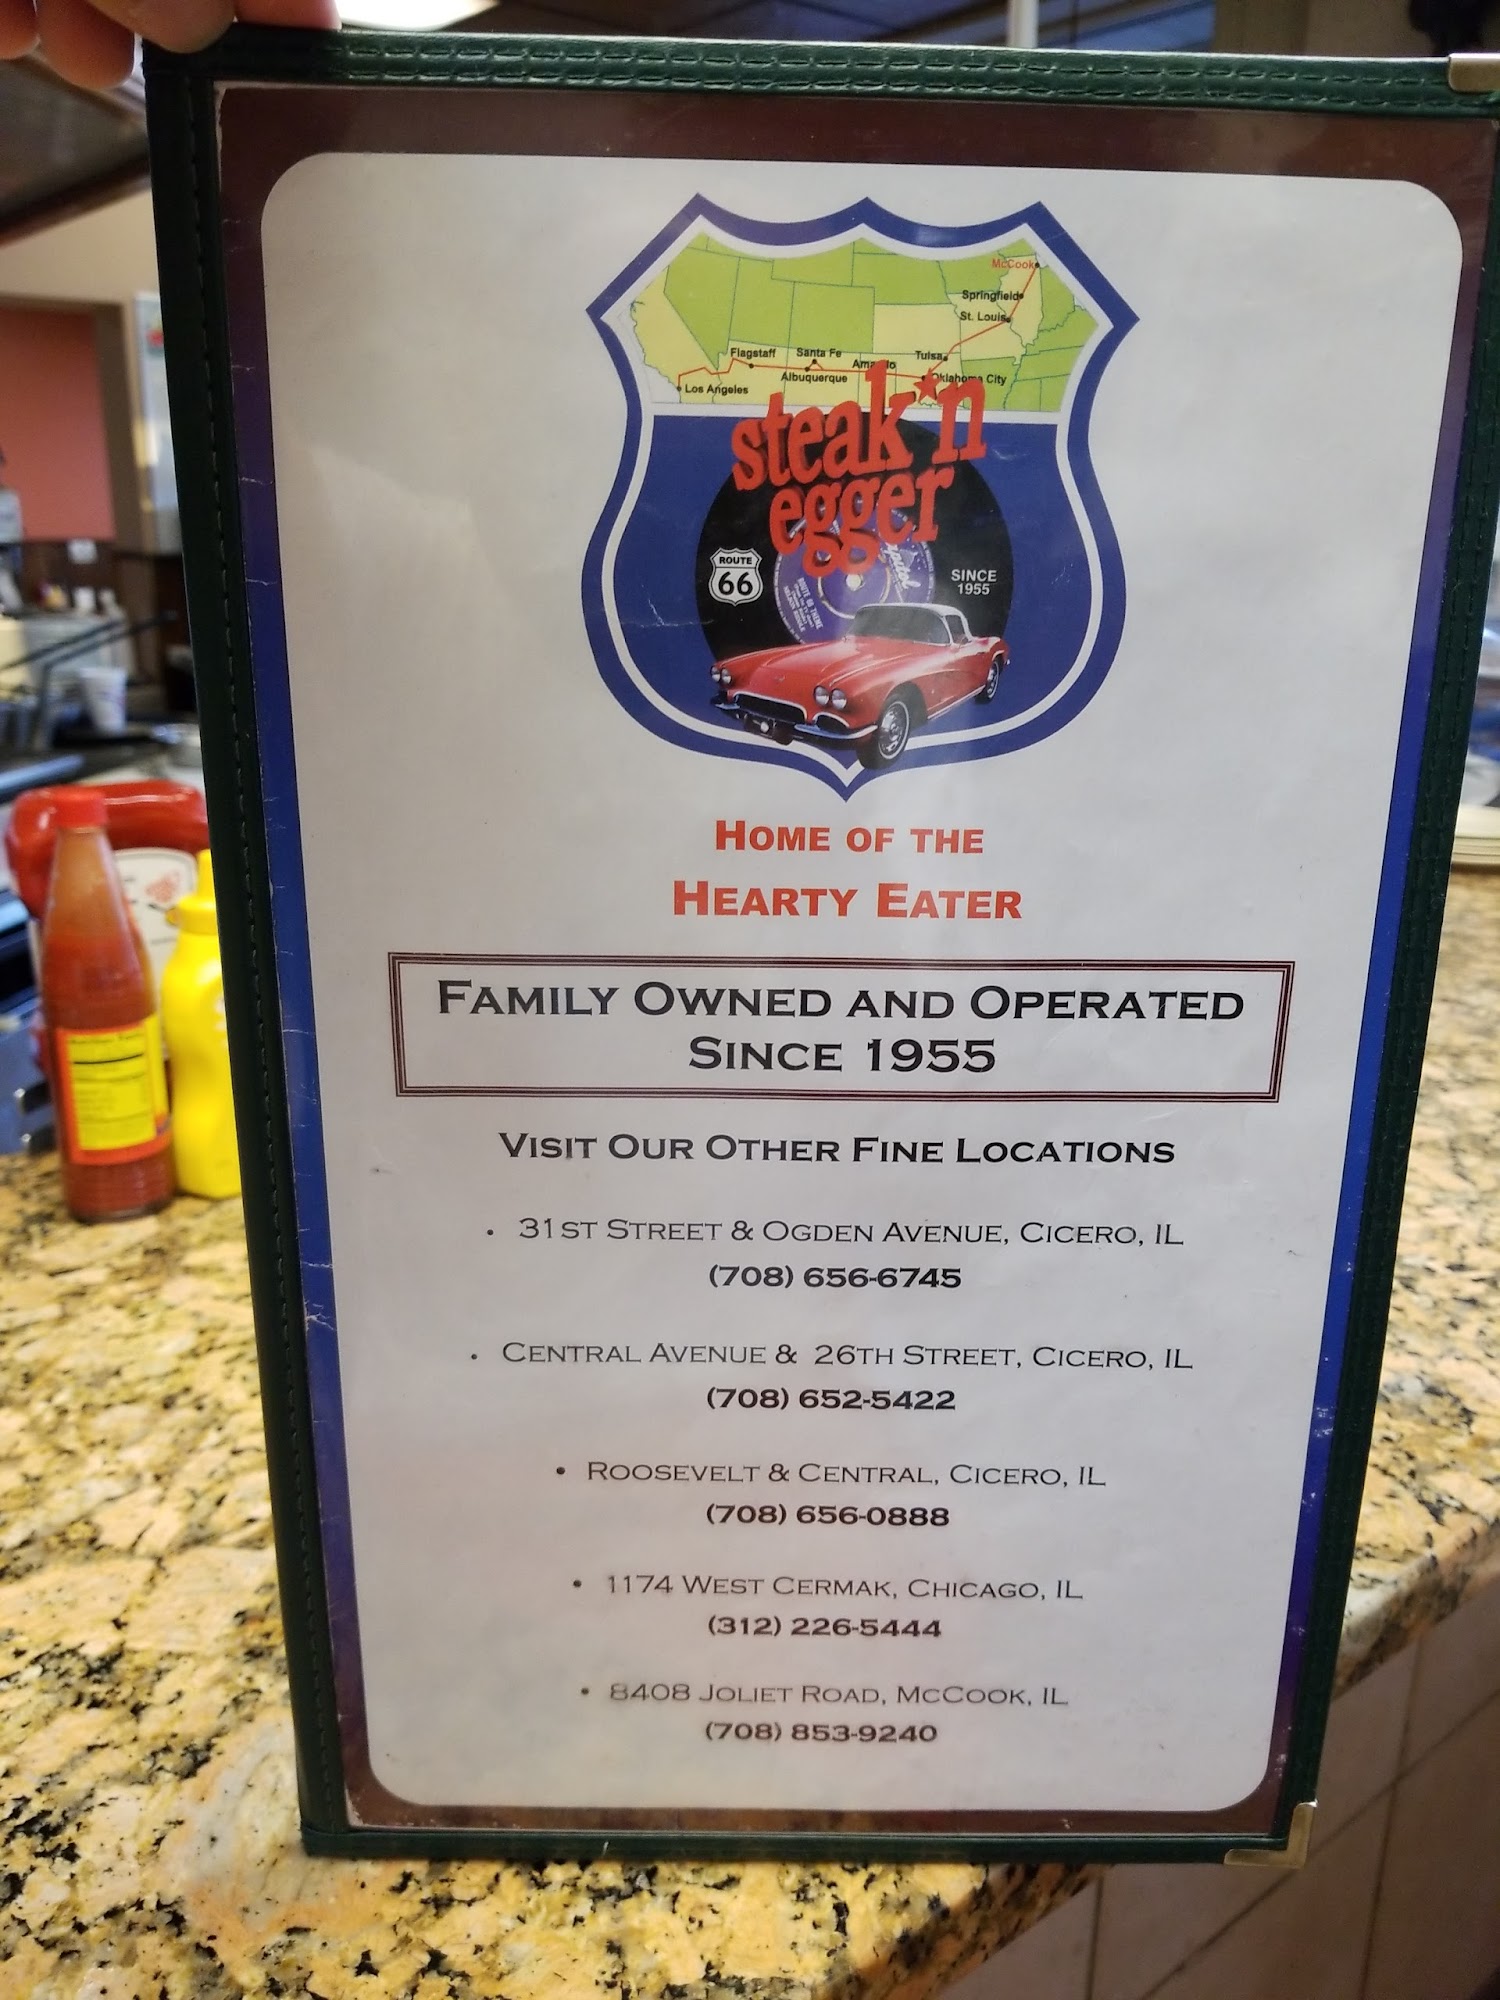 McCook
Springfield
St. Louis
Flagstaff
Santa Fe
Tulsa
Albuquerque
Oklahoma City
Los Angeles
steak'n
egger
ROUTE
66
SINCE
1955
HOME OF THE
HEARTY EATER
FAMILY OWNED AND OPERATED
SINCE 1955
VISIT OUR OTHER FINE LOCATIONS
• 31ST STREET & OGDEN AVENUE, CICERO, IL
(708) 656-6745
• CENTRAL AVENUE & 26TH STREET, CICERO, IL
(708) 652-5422
• ROOSEVELT & CENTRAL, CICERO, IL
(708) 656-0888
• 1174 WEST CERMAK, CHICAGO, IL
(312) 226-5444
• 8408 JOLIET ROAD, MCCOOK, IL
(708) 853-9240